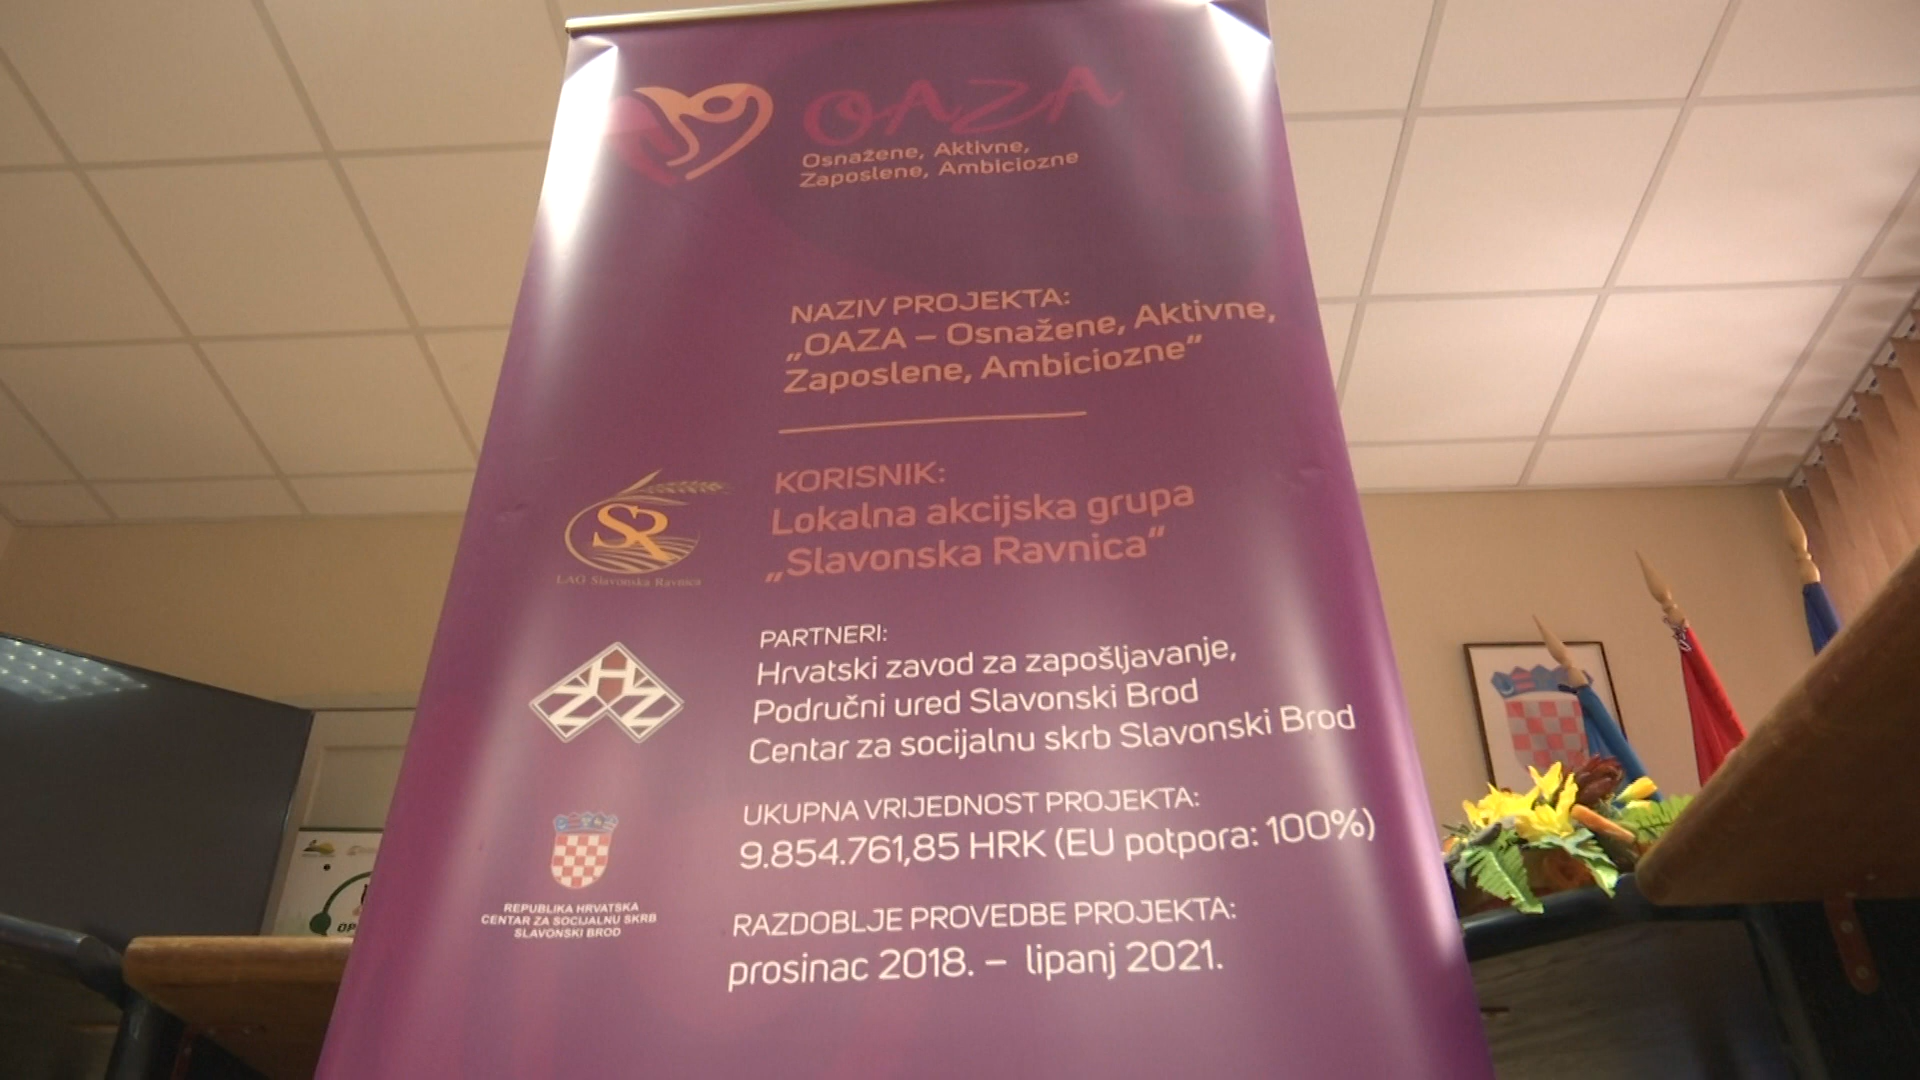 OAZA
Osnažene, Aktivne,
Zaposlene, Ambiciozne
NAZIV PROJEKTA:
„OAZA – Osnažene, Aktivne,
Zaposlene, Ambiciozne”
KORISNIK:
Lokalna akcijska grupa
„Slavonska Ravnica”
SR
LAG Slavonska Ravnica
PARTNERI:
Hrvatski zavod za zapošljavanje,
Područni ured Slavonski Brod
Centar za socijalnu skrb Slavonski Brod
ZHZ
UKUPNA VRIJEDNOST PROJEKTA:
9.854.761,85 HRK (EU potpora: 100%)
REPUBLIKA HRVATSKA
CENTAR ZA SOCIJALNU SKRB
SLAVONSKI BROD
RAZDOBLJE PROVEDBE PROJEKTA:
prosinac 2018. – lipanj 2021.